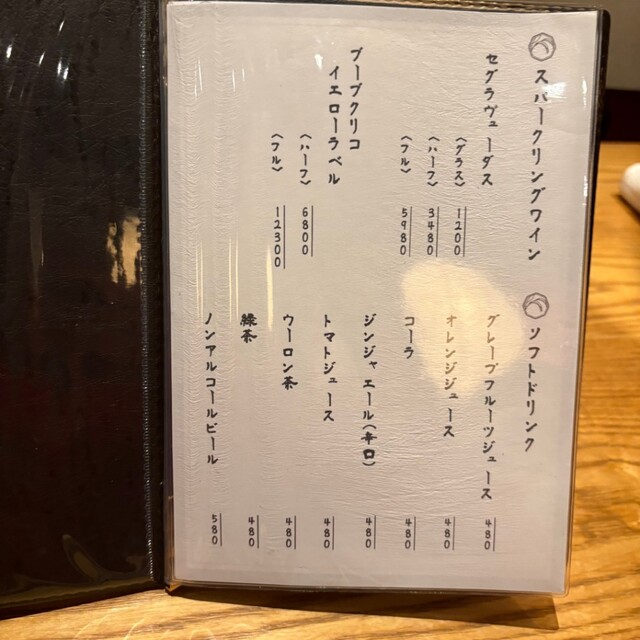 スパークリングワイン
セグラヴューダス
〈グラス〉 1200
〈ハーフ〉 3480
〈フル〉 5980
ブーブクリコ
イエローラベル
〈ハーフ〉 6800
〈フル〉 12300
ソフトドリンク
グレープフルーツジュース 480
オレンジジュース 480
コーラ 480
ジンジャエール(辛口) 480
トマトジュース 480
ウーロン茶 480
緑茶 480
ノンアルコールビール 580